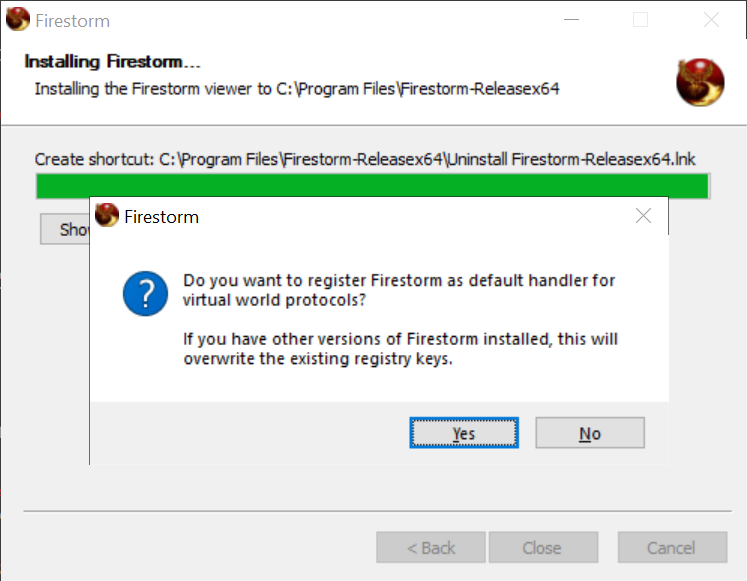 Firestorm
Installing Firestorm...
Installing the Firestorm viewer to C:\Program Files\Firestorm-Releasex64
Create shortcut: C:\Program Files\Firestorm-Releasex64\Uninstall Firestorm-Releasex64.lnk
Firestorm
Do you want to register Firestorm as default handler for
virtual world protocols?
If you have other versions of Firestorm installed, this will
overwrite the existing registry keys.
Yes No
< Back Close Cancel